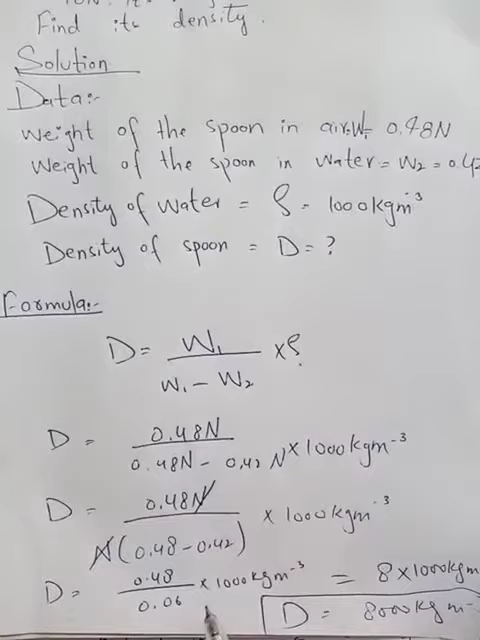 Find its density.
Solution
Data:-
Weight of the spoon in air=W₁= 0.48N
Weight of the spoon in water = W₂ = 0.42
Density of water = ρ = 1000kgm⁻³
Density of spoon = D = ?
Formula:-
D = W₁ / W₁ - W₂ × ρ
D = 0.48N / 0.48N - 0.42 N × 1000kgm⁻³
D = 0.48N / N(0.48 - 0.42) × 1000kgm⁻³
D = 0.48 / 0.06 × 1000kgm⁻³ = 8 × 1000kgm
D = 8000kgm⁻